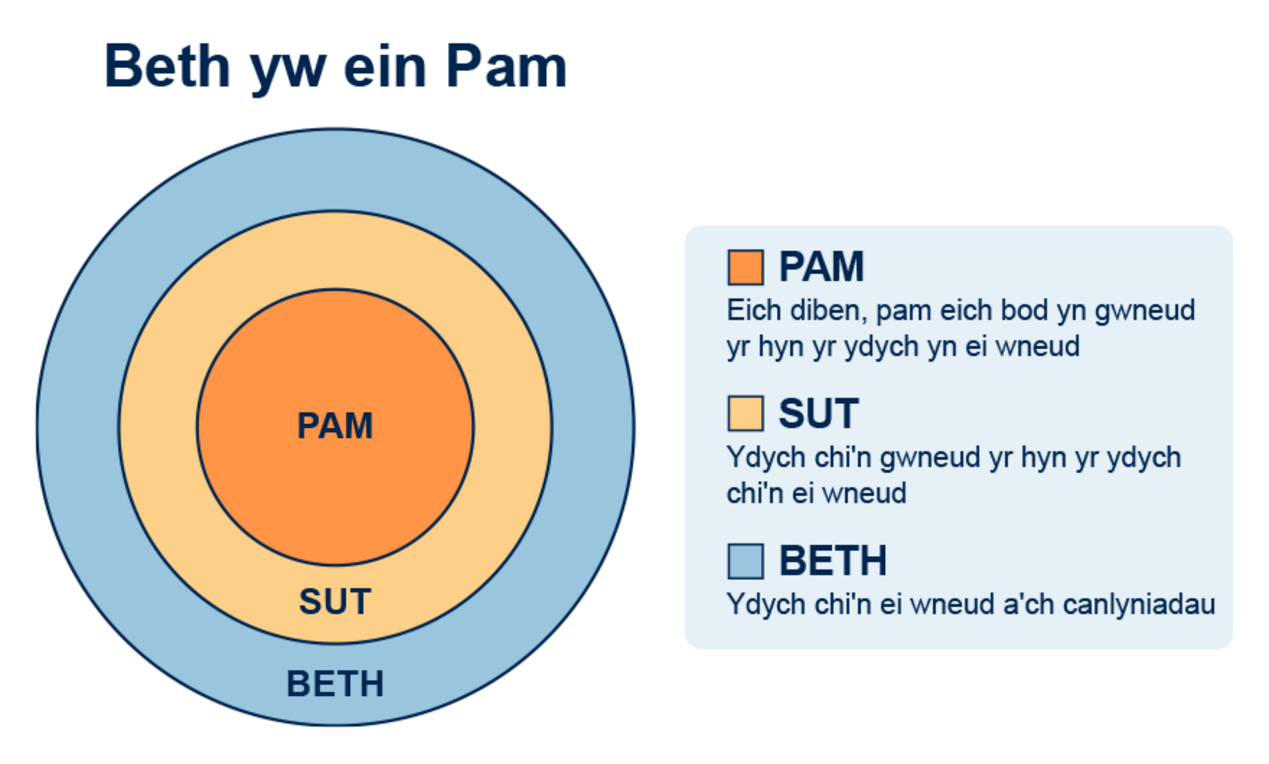 Beth yw ein Pam
PAM
SUT
BETH
PAM
Eich diben, pam eich bod yn gwneud
yr hyn yr ydych yn ei wneud
SUT
Ydych chi'n gwneud yr hyn yr ydych
chi'n ei wneud
BETH
Ydych chi'n ei wneud a'ch canlyniadau